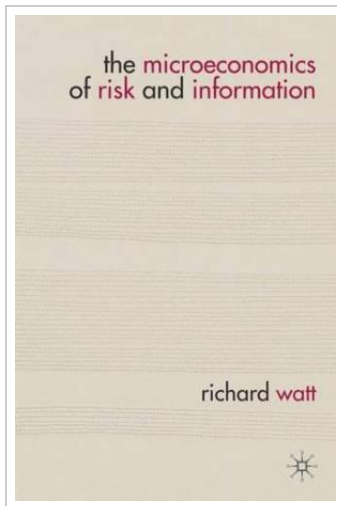 the microeconomics
of risk and information
richard watt